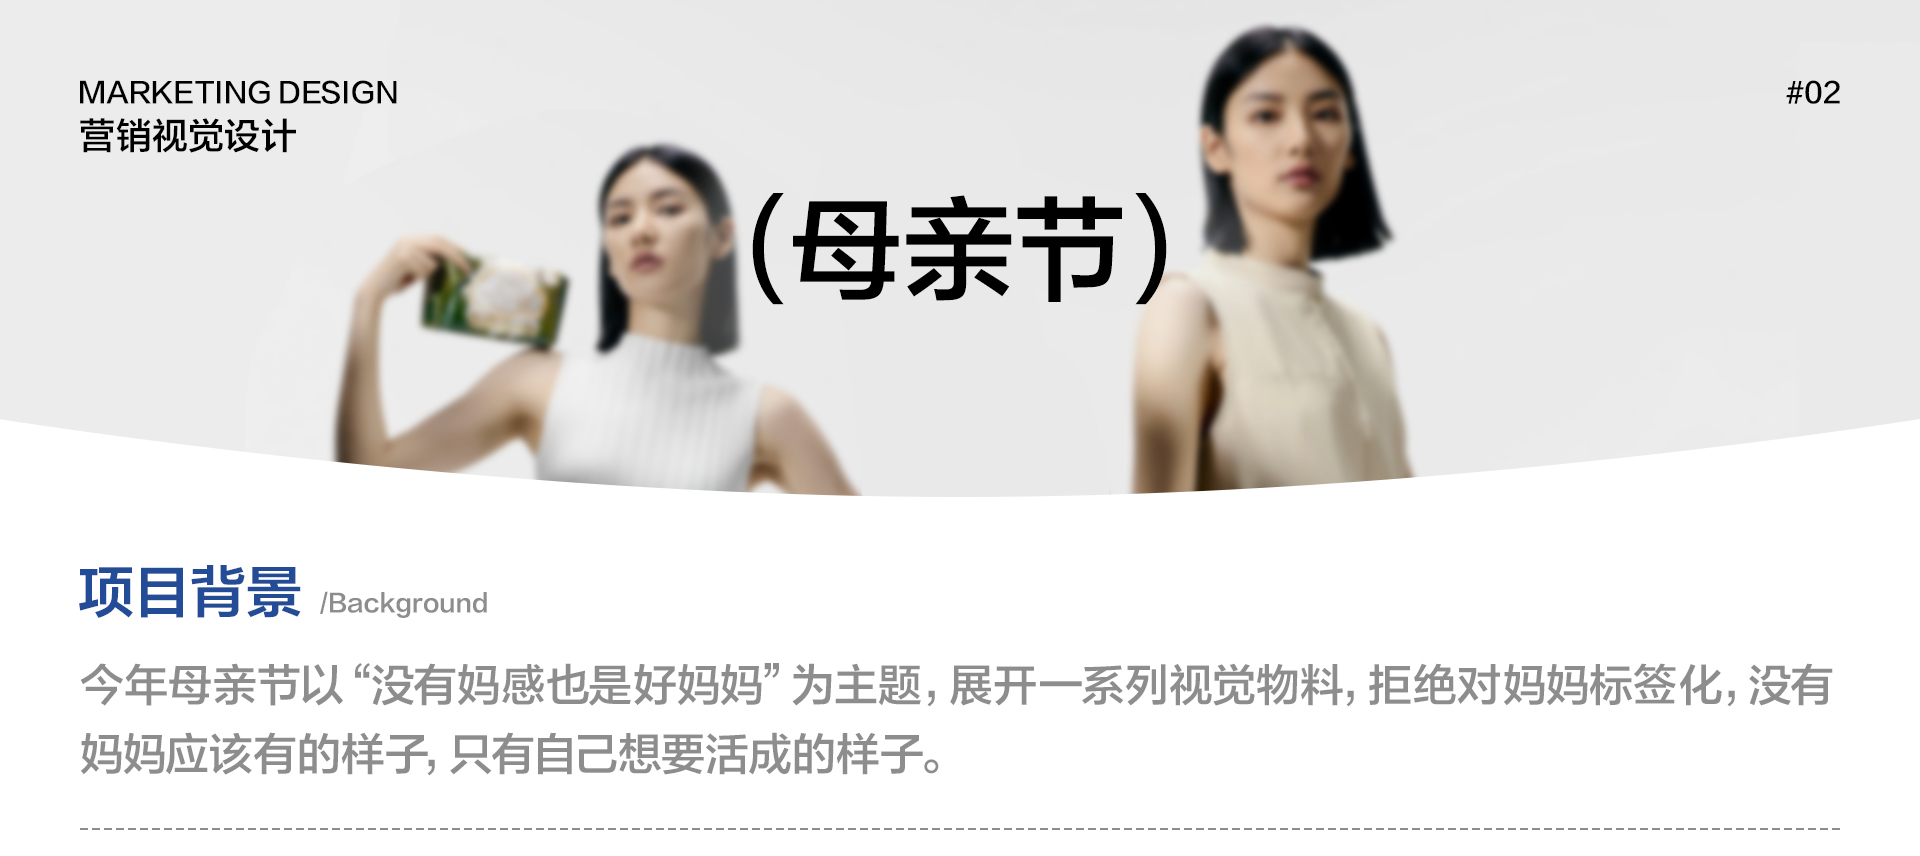 MARKETING DESIGN
营销视觉设计
#02
(母亲节)
项目背景 /Background
今年母亲节以“没有妈感也是好妈妈”为主题，展开一系列视觉物料，拒绝对妈妈标签化，没有
妈妈应该有的样子，只有自己想要活成的样子。